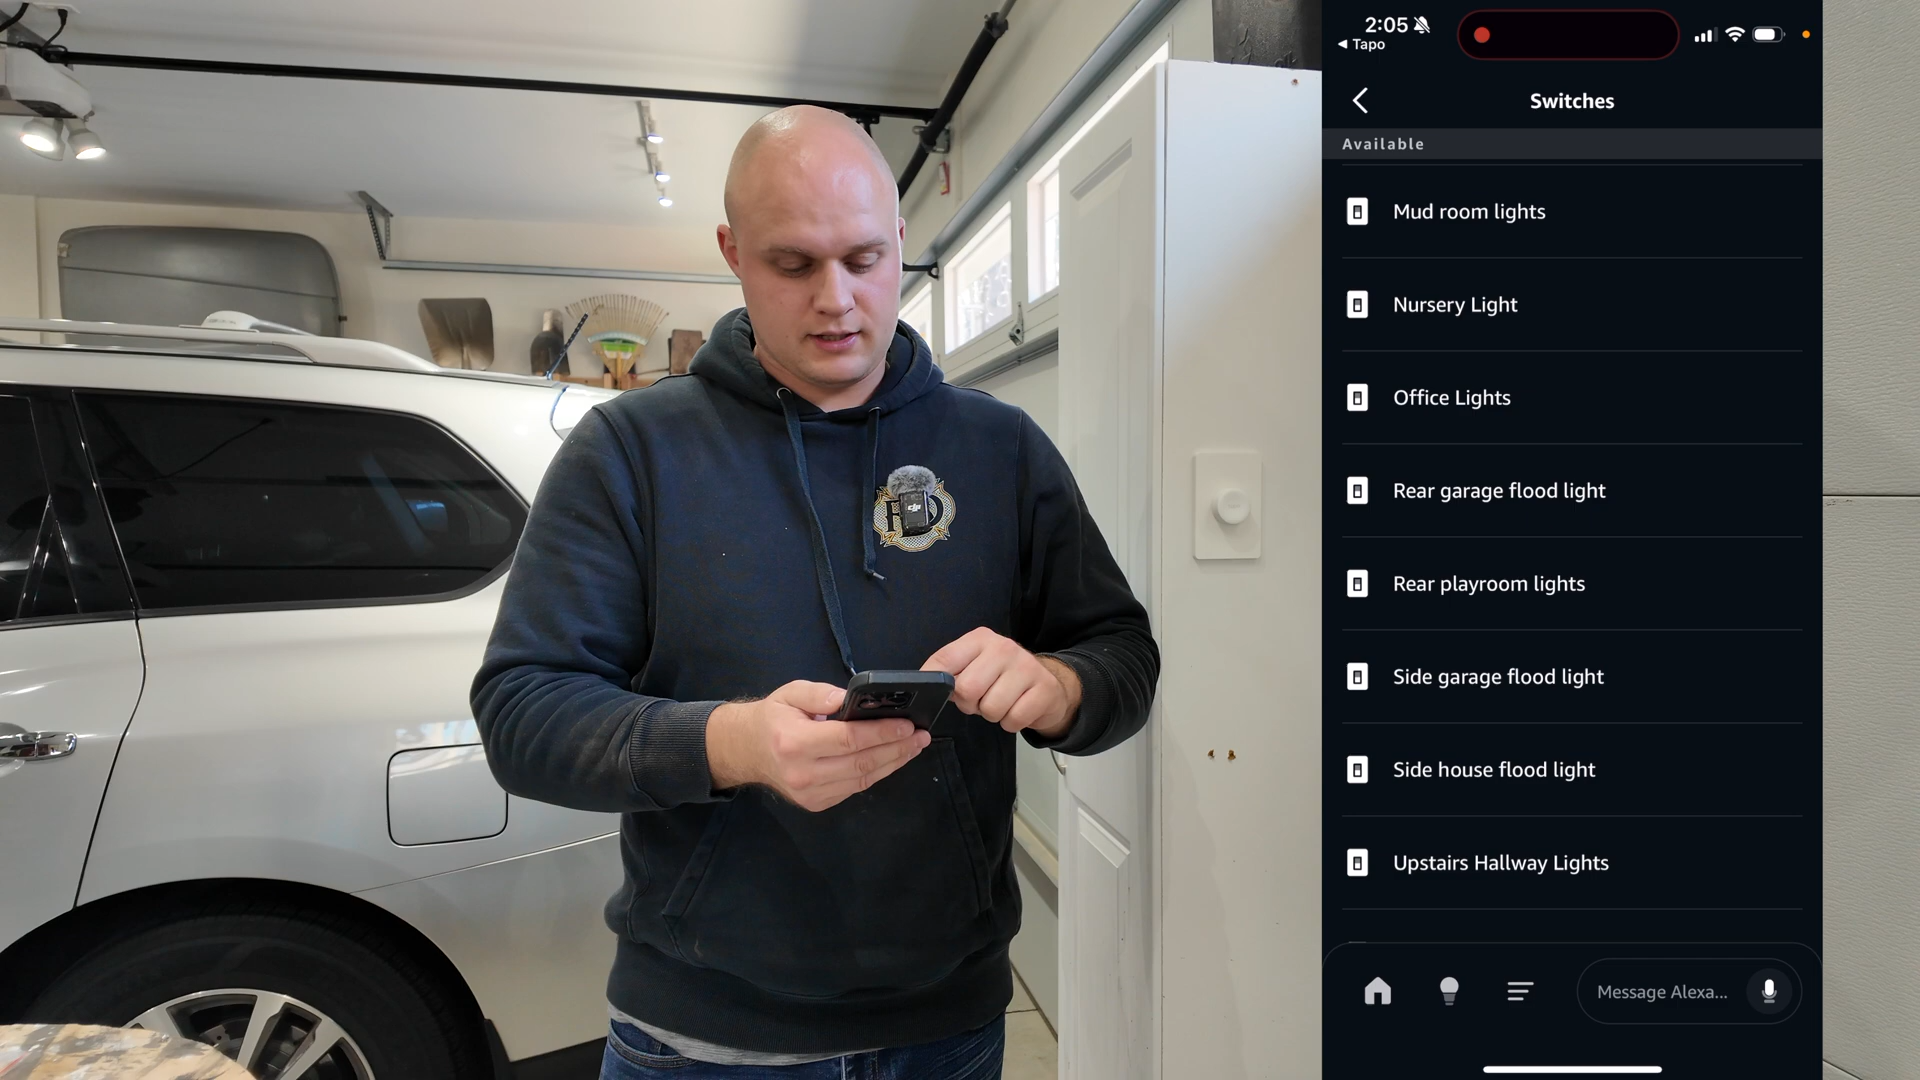 2:05
◀ Tapo
Switches
Available
Mud room lights
Nursery Light
Office Lights
Rear garage flood light
Rear playroom lights
Side garage flood light
Side house flood light
Upstairs Hallway Lights
Message Alexa...
dji